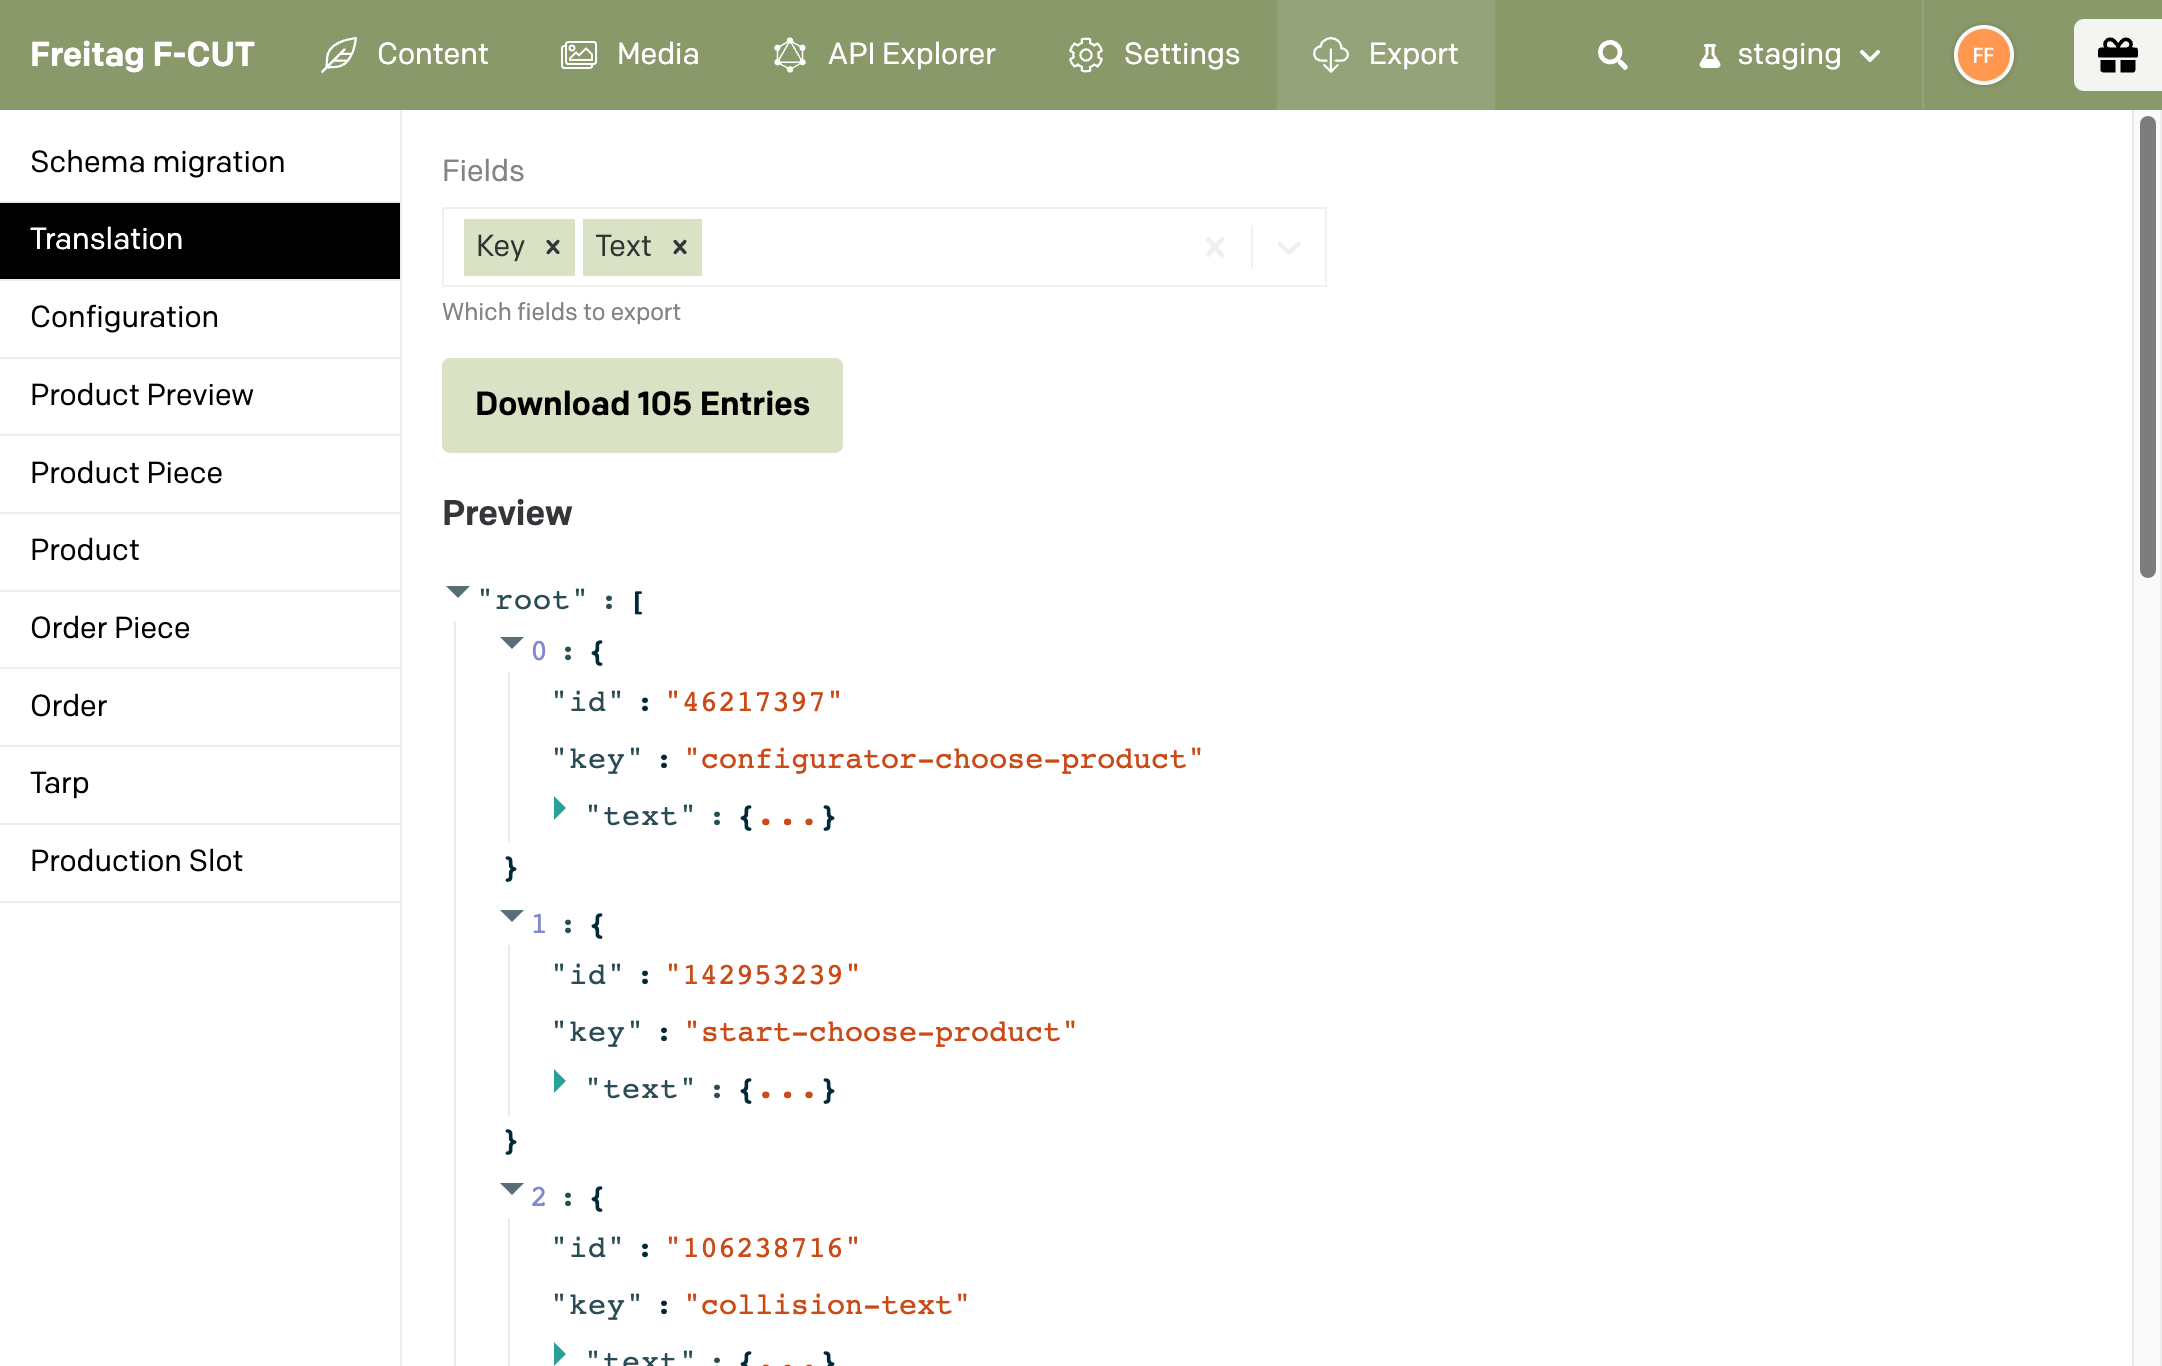 Freitag F-CUT Content Media API Explorer Settings Export staging FF
Schema migration
Translation
Configuration
Product Preview
Product Piece
Product
Order Piece
Order
Tarp
Production Slot
Fields
Key × Text ×
Which fields to export
Download 105 Entries
Preview
"root" : [
0 : {
"id" : "46217397"
"key" : "configurator-choose-product"
"text" : {...}
}
1 : {
"id" : "142953239"
"key" : "start-choose-product"
"text" : {...}
}
2 : {
"id" : "106238716"
"key" : "collision-text"
"text" : {...}